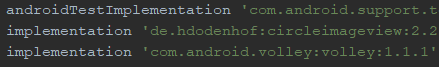 androidTestImplementation 'com.android.support.t
implementation 'de.hdodenhof:circleimageview:2.2
implementation 'com.android.volley:volley:1.1.1'